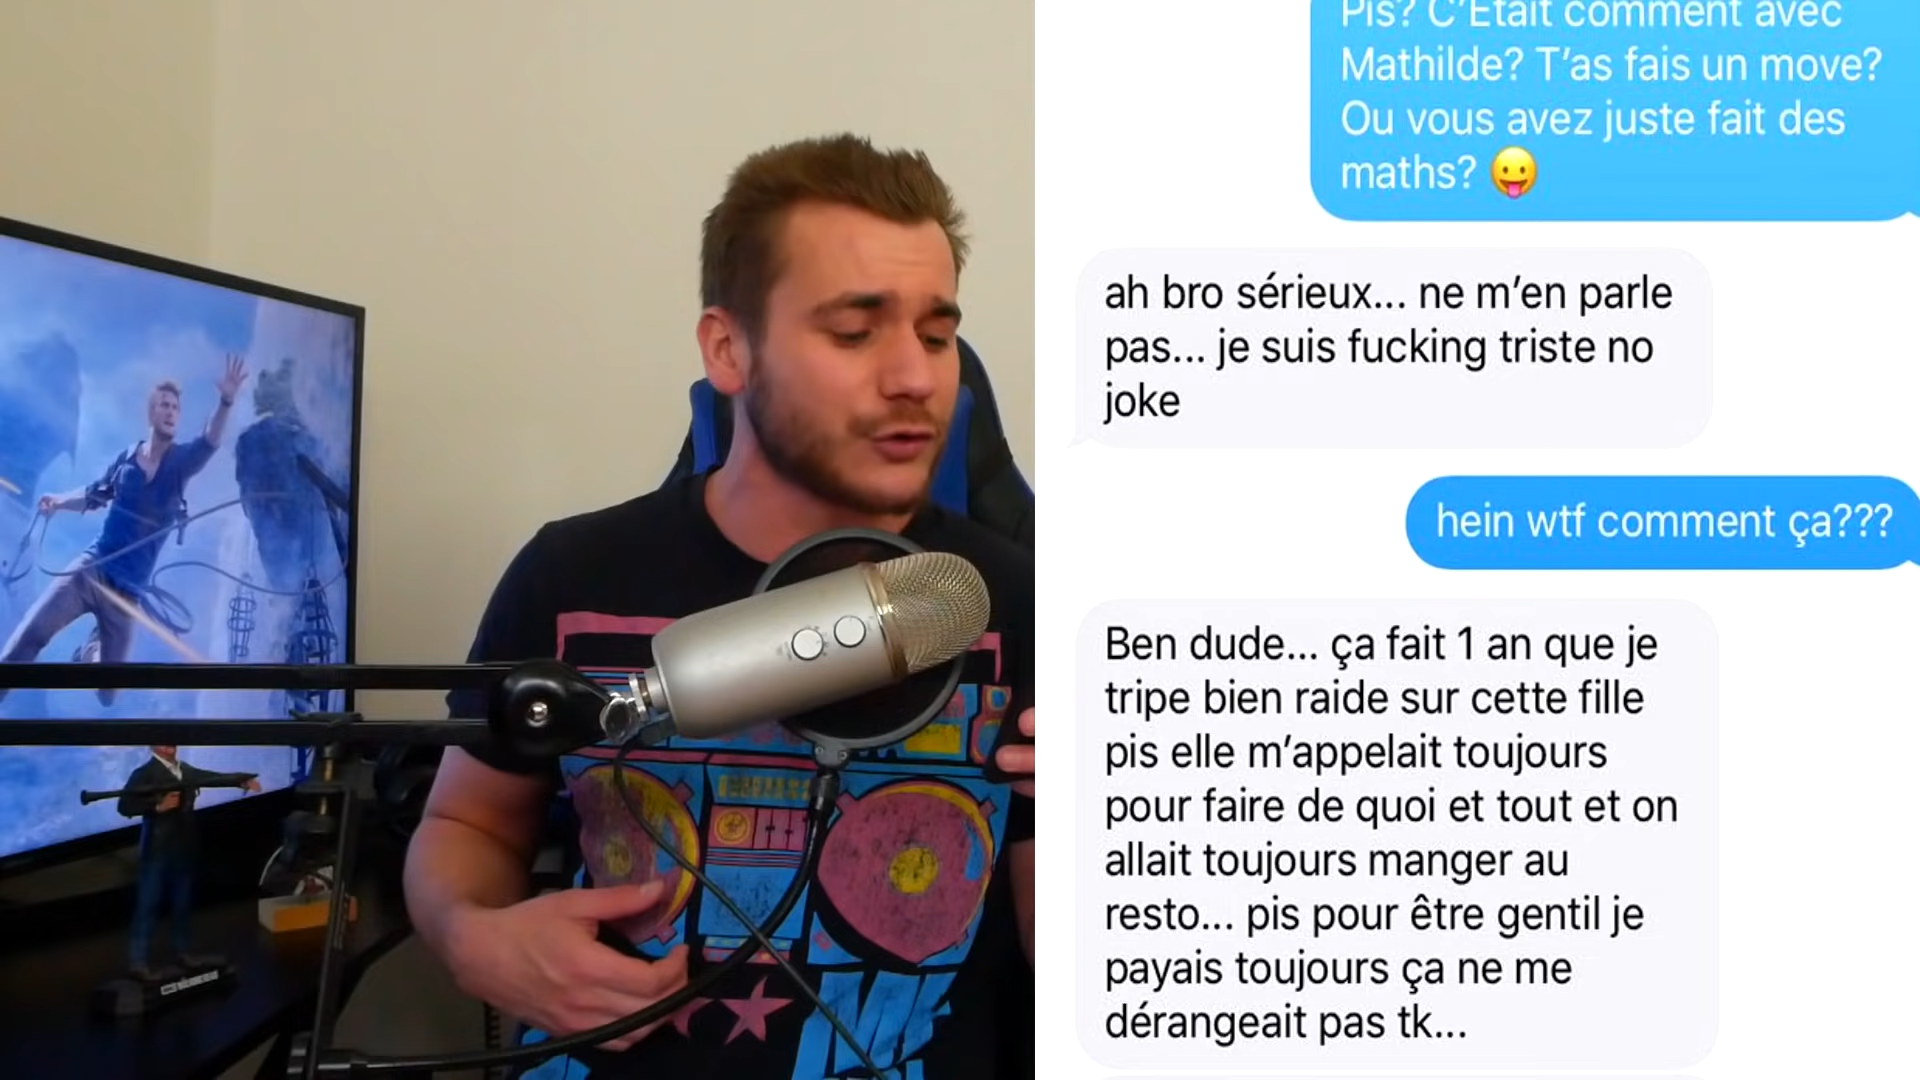 Pis? C'Était comment avec
Mathilde? T'as fais un move?
Ou vous avez juste fait des
maths? 😛
ah bro sérieux... ne m'en parle
pas... je suis fucking triste no
joke
hein wtf comment ça???
Ben dude... ça fait 1 an que je
tripe bien raide sur cette fille
pis elle m'appelait toujours
pour faire de quoi et tout et on
allait toujours manger au
resto... pis pour être gentil je
payais toujours ça ne me
dérangeait pas tk...